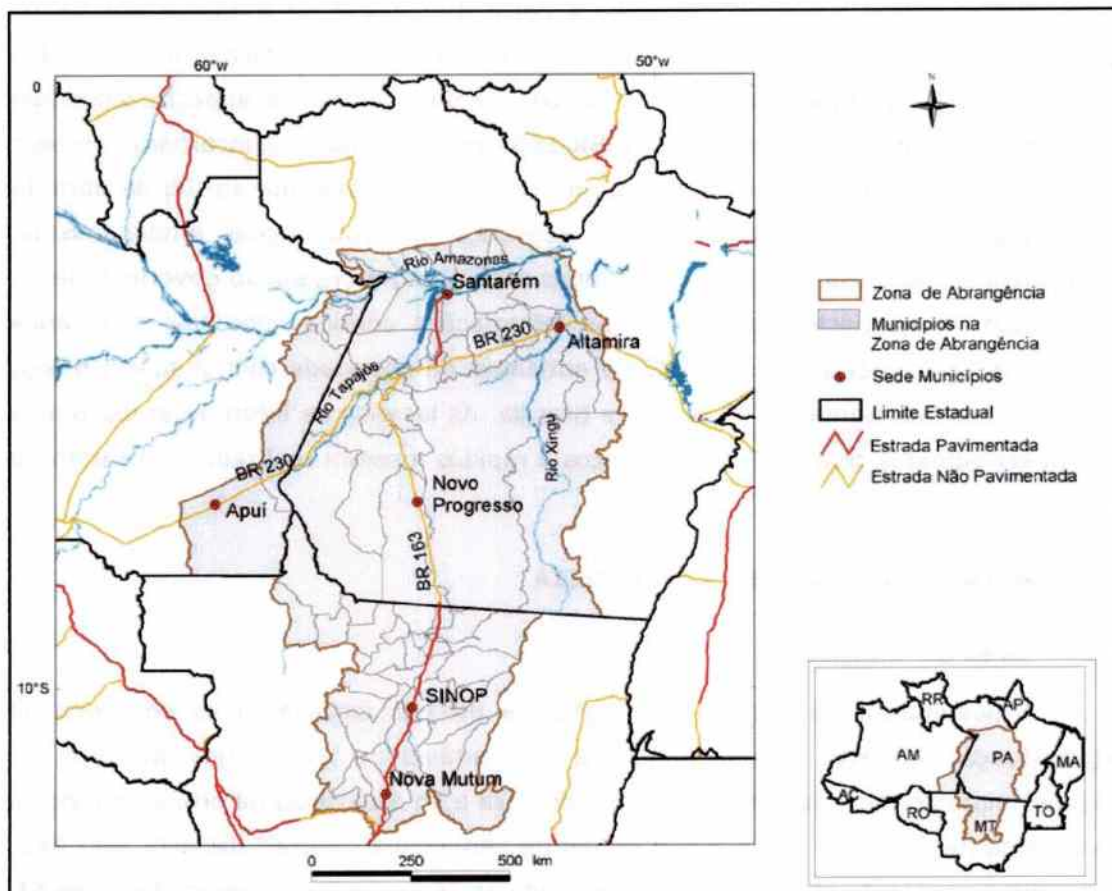 60°w
50°w
0
N
Rio Amazonas
Santarém
BR 230
Altamira
Rio Tapajós
Rio Xingu
BR 230
Novo
Progresso
Apuí
BR 163
10°S
SINOP
Nova Mutum
0 250 500 km
Zona de Abrangência
Municípios na
Zona de Abrangência
Sede Municípios
Limite Estadual
Estrada Pavimentada
Estrada Não Pavimentada
RR
AP
AM
PA
MA
AC
RO
TO
MT